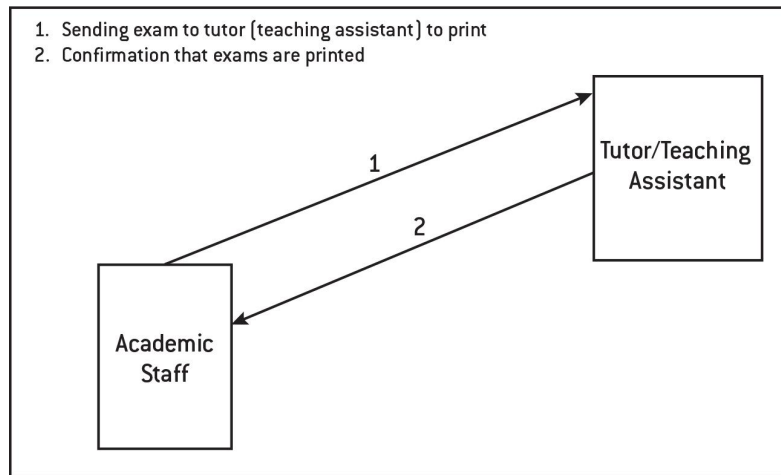 1. Sending exam to tutor (teaching assistant) to print
2. Confirmation that exams are printed
1
Tutor/Teaching
Assistant
2
Academic
Staff